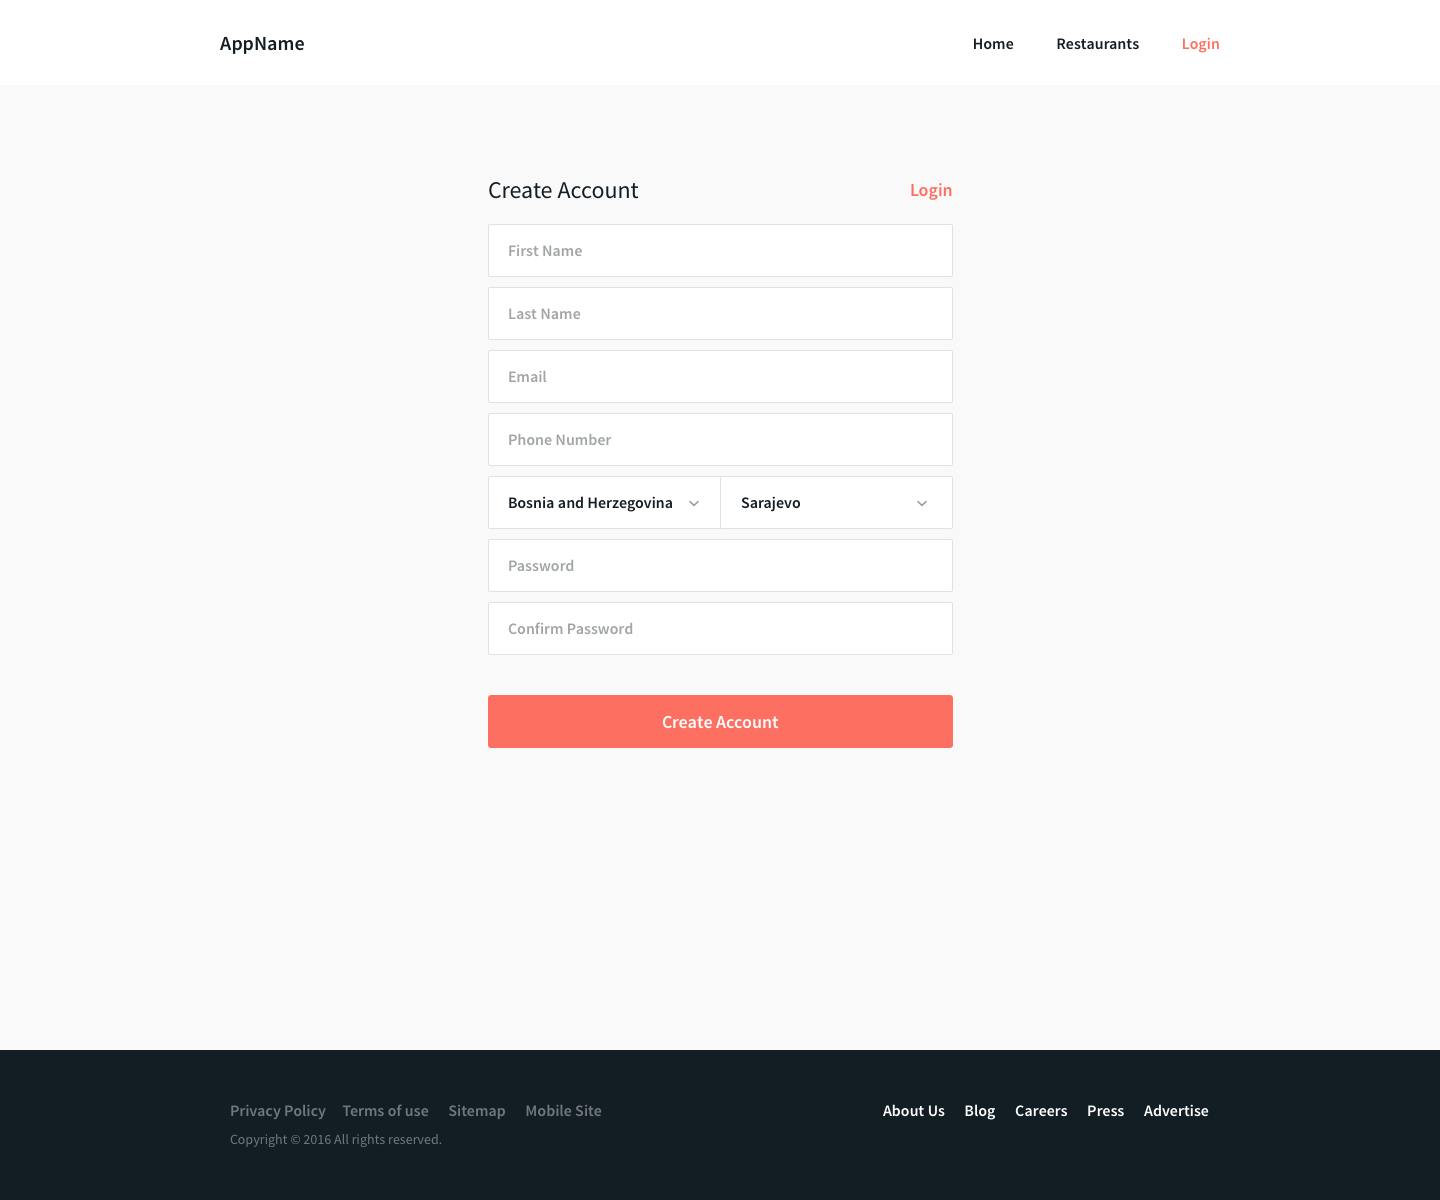 AppName Home Restaurants Login
Create Account Login
First Name
Last Name
Email
Phone Number
Bosnia and Herzegovina Sarajevo
Password
Confirm Password
Create Account
Privacy Policy Terms of use Sitemap Mobile Site About Us Blog Careers Press Advertise
Copyright © 2016 All rights reserved.